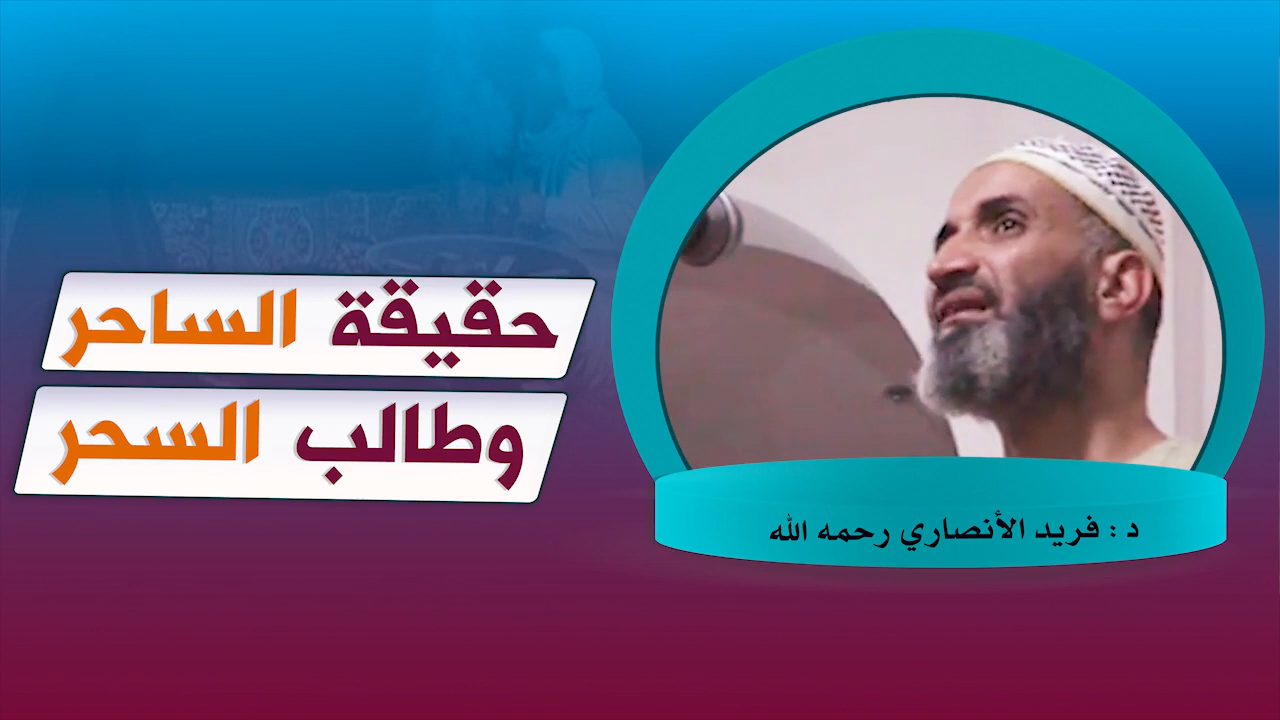 حقيقة الساحر
وطالب السحر
د : فريد الأنصاري رحمه الله